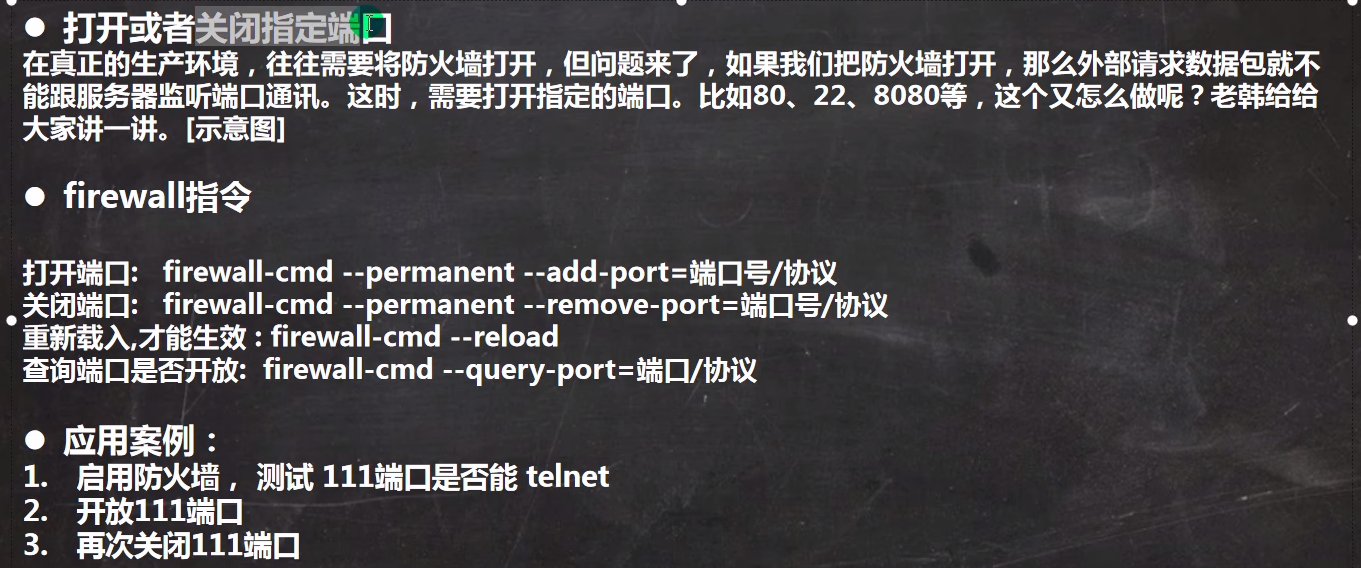 ● 打开或者关闭指定端口
在真正的生产环境，往往需要将防火墙打开，但问题来了，如果我们把防火墙打开，那么外部请求数据包就不
能跟服务器监听端口通讯。这时，需要打开指定的端口。比如80、22、8080等，这个又怎么做呢？老韩给给
大家讲一讲。[示意图]
● firewall指令
打开端口: firewall-cmd --permanent --add-port=端口号/协议
关闭端口: firewall-cmd --permanent --remove-port=端口号/协议
重新载入,才能生效 : firewall-cmd --reload
查询端口是否开放: firewall-cmd --query-port=端口/协议
● 应用案例：
1. 启用防火墙， 测试 111端口是否能 telnet
2. 开放111端口
3. 再次关闭111端口